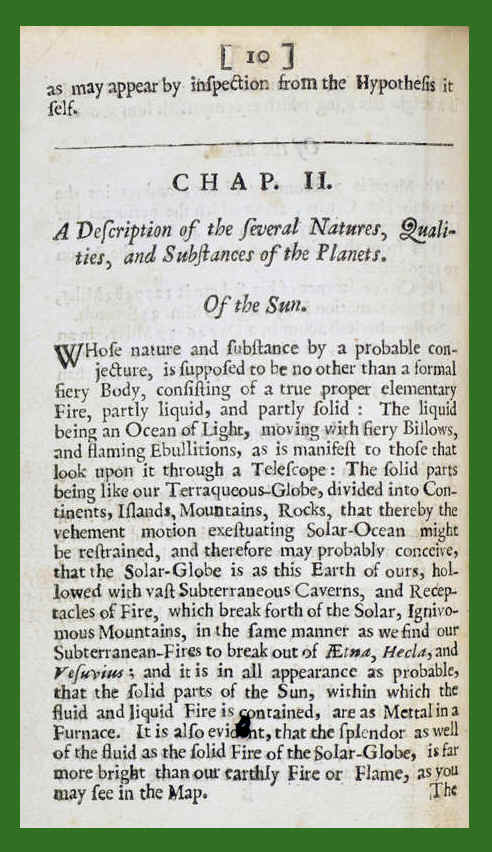 [ 10 ]
as may appear by inſpection from the Hypotheſis it
ſelf.
CHAP. II.
A Deſcription of the ſeveral Natures, Quali-
ties, and Subſtances of the Planets.
Of the Sun.
WHoſe nature and ſubſtance by a probable con-
jecture, is ſuppoſed to be no other than a formal
fiery Body, conſiſting of a true proper elementary
Fire, partly liquid, and partly ſolid : The liquid
being an Ocean of Light, moving with fiery Billows,
and flaming Ebullitions, as is manifeſt to thoſe that
look upon it through a Teleſcope : The ſolid parts
being like our Terraqueous-Globe, divided into Con-
tinents, Iſlands, Mountains, Rocks, that thereby the
vehement motion exeſtuating Solar-Ocean might
be reſtrained, and therefore may probably conceive,
that the Solar-Globe is as this Earth of ours, hol-
lowed with vaſt Subterraneous Caverns, and Recep-
tacles of Fire, which break forth of the Solar, Ignivo-
mous Mountains, in the ſame manner as we find our
Subterranean-Fires to break out of Ætna, Hecla, and
Veſuvius ; and it is in all appearance as probable,
that the ſolid parts of the Sun, within which the
fluid and liquid Fire is contained, are as Mettal in a
Furnace. It is alſo evident, that the ſplendor as well
of the fluid as the ſolid Fire of the Solar-Globe, is far
more bright than our earthly Fire or Flame, as you
may ſee in the Map. The